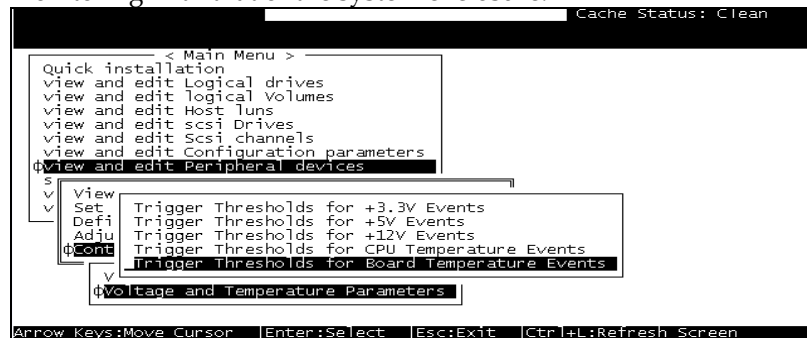 Cache Status: Clean
< Main Menu >
Quick installation
view and edit Logical drives
view and edit logical Volumes
view and edit Host luns
view and edit scsi Drives
view and edit Scsi channels
view and edit Configuration parameters
view and edit Peripheral devices
s
v View
v Set
Defi
Adju
Cont
Trigger Thresholds for +3.3V Events
Trigger Thresholds for +5V Events
Trigger Thresholds for +12V Events
Trigger Thresholds for CPU Temperature Events
Trigger Thresholds for Board Temperature Events
V
Voltage and Temperature Parameters
Arrow Keys:Move Cursor |Enter:Select |Esc:Exit |Ctrl+L:Refresh Screen